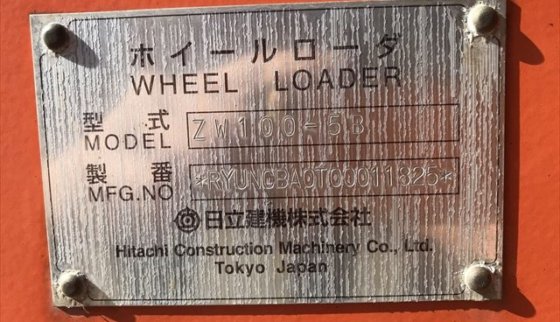 ホイールローダ
WHEEL LOADER
型式 ZW100-5B
MODEL
製番 *RYUNCBA0T00011325*
MFG.NO
日立建機株式会社
Hitachi Construction Machinery Co., Ltd.
Tokyo Japan